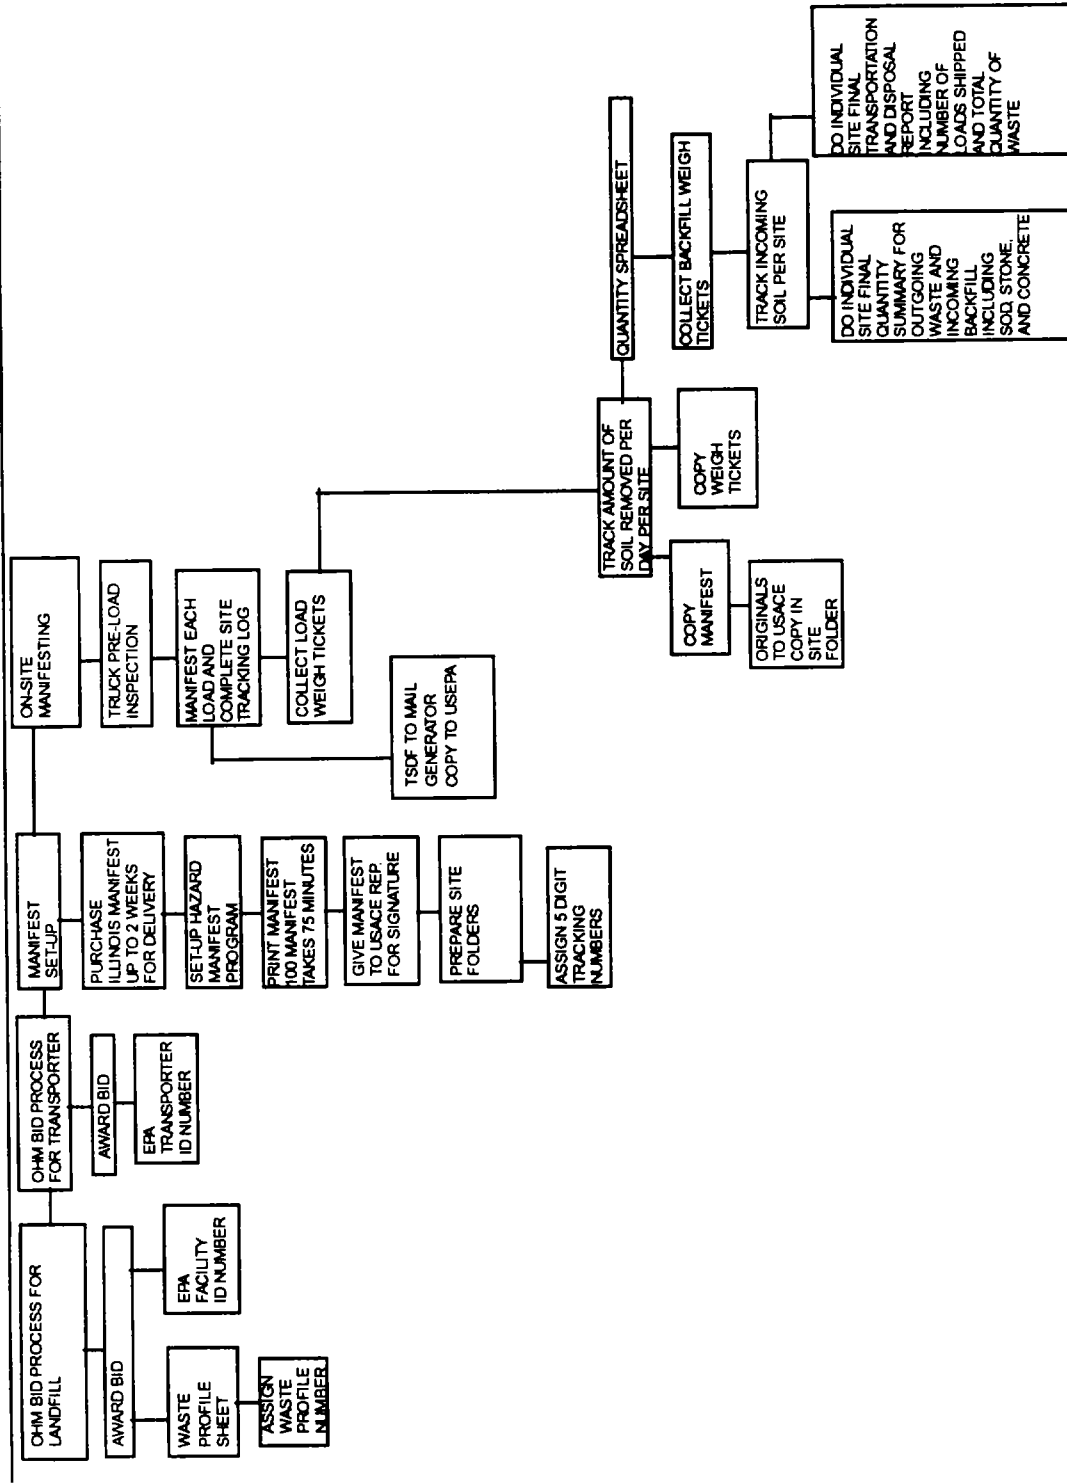 OHM BID PROCESS FOR
LANDFILL
AWARD BID
WASTE
PROFILE
SHEET
ASSIGN
WASTE
PROFILE
NUMBER
EPA
FACILITY
ID NUMBER
OHM BID PROCESS
FOR TRANSPORTER
AWARD BID
EPA
TRANSPORTER
ID NUMBER
MANIFEST
SET-UP
PURCHASE
ILLINOIS MANIFEST
UP TO 2 WEEKS
FOR DELIVERY
SET-UP HAZARD
MANIFEST
PROGRAM
PRINT MANIFEST
100 MANIFEST
TAKES 75 MINUTES
GIVE MANIFEST
TO USACE REP.
FOR SIGNATURE
PREPARE SITE
FOLDERS
ASSIGN 5 DIGIT
TRACKING
NUMBERS
ON-SITE
MANIFESTING
TRUCK PRE-LOAD
INSPECTION
MANIFEST EACH
LOAD AND
COMPLETE SITE
TRACKING LOG
COLLECT LOAD
WEIGH TICKETS
TSDF TO MAIL
GENERATOR
COPY TO USEPA
TRACK AMOUNT OF
SOIL REMOVED PER
DAY PER SITE
COPY
MANIFEST
ORIGINALS
TO USACE
COPY IN
SITE
FOLDER
COPY
WEIGH
TICKETS
QUANTITY SPREADSHEET
COLLECT BACKFILL WEIGH
TICKETS
TRACK INCOMING
SOIL PER SITE
DO INDIVIDUAL
SITE FINAL
QUANTITY
SUMMARY FOR
OUTGOING
WASTE AND
INCOMING
BACKFILL
INCLUDING
SOD, STONE,
AND CONCRETE
DO INDIVIDUAL
SITE FINAL
TRANSPORTATION
AND DISPOSAL
REPORT
INCLUDING
NUMBER OF
LOADS SHIPPED
AND TOTAL
QUANTITY OF
WASTE